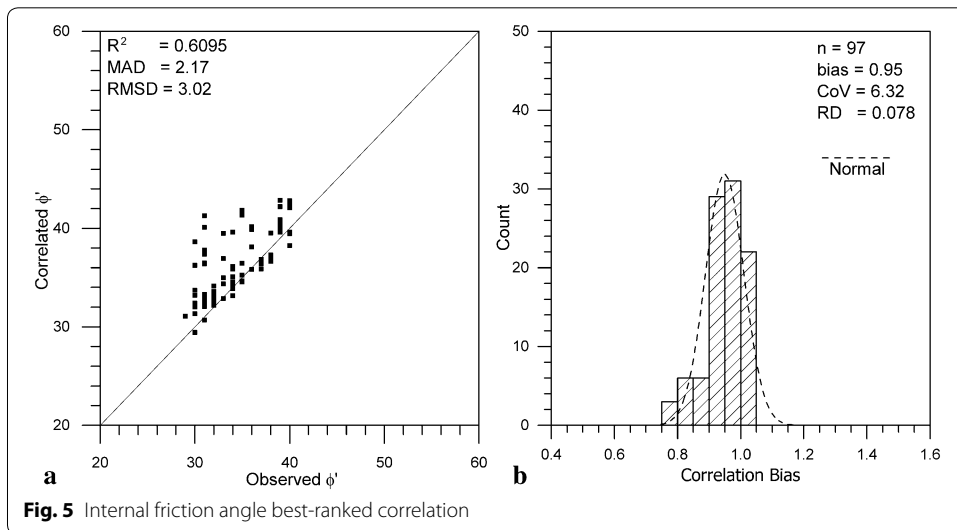 60
50
40
30
20
Correlated ϕ'
R² = 0.6095
MAD = 2.17
RMSD = 3.02
20 30 40 50 60
Observed ϕ'
a
50
40
30
20
10
0
Count
n = 97
bias = 0.95
CoV = 6.32
RD = 0.078
Normal
0.4 0.6 0.8 1.0 1.2 1.4 1.6
Correlation Bias
b
Fig. 5 Internal friction angle best-ranked correlation